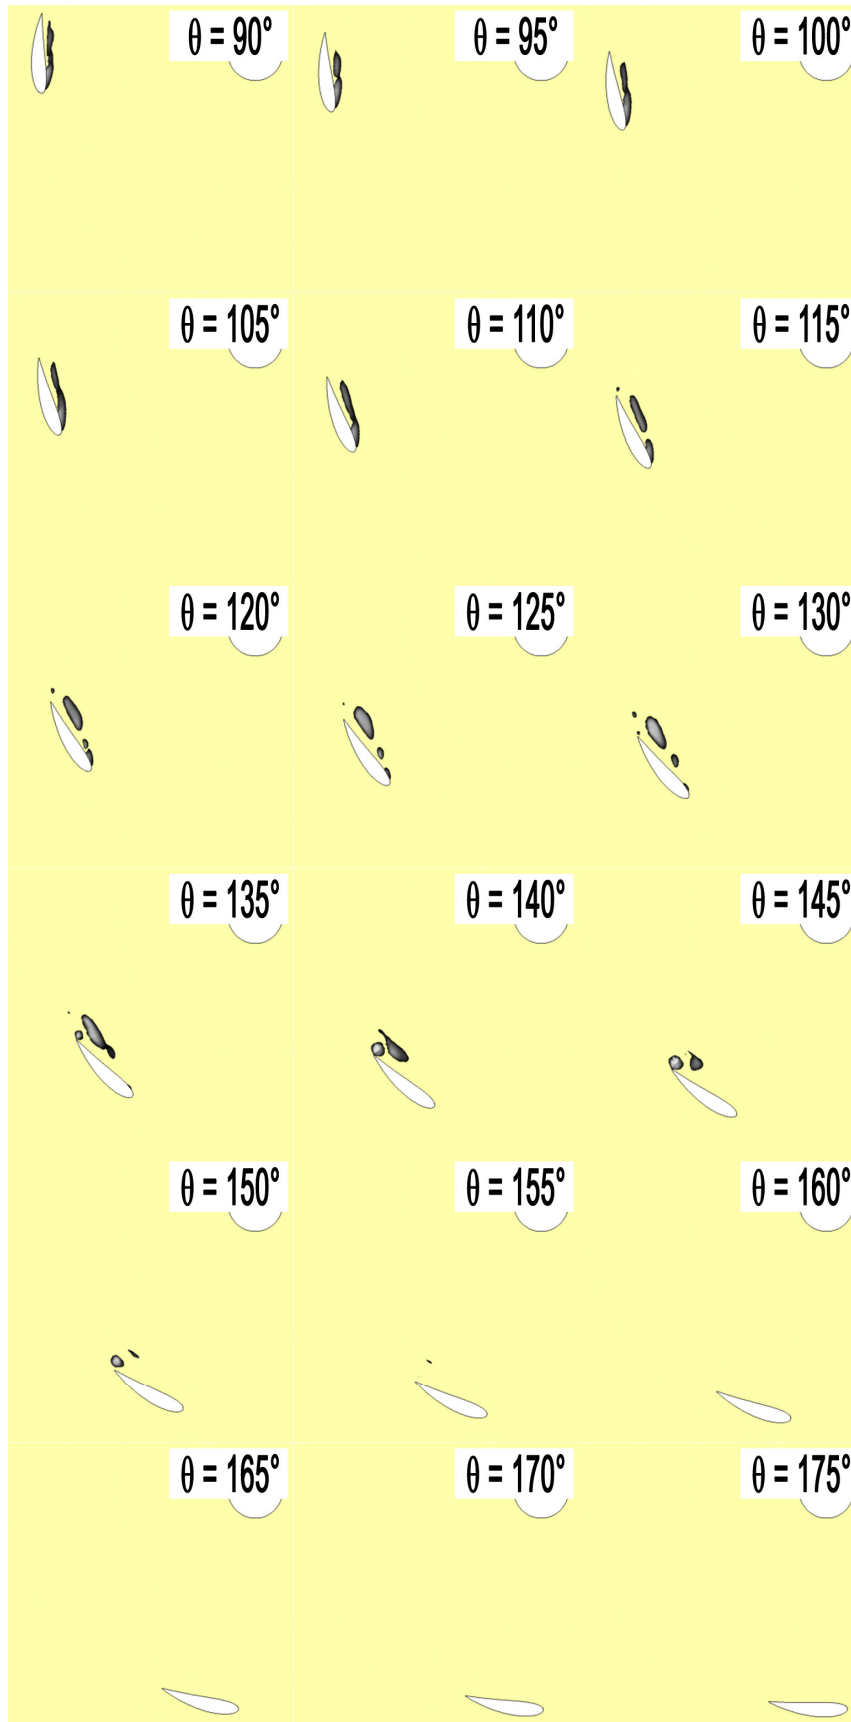 θ = 90°
θ = 95°
θ = 100°
θ = 105°
θ = 110°
θ = 115°
θ = 120°
θ = 125°
θ = 130°
θ = 135°
θ = 140°
θ = 145°
θ = 150°
θ = 155°
θ = 160°
θ = 165°
θ = 170°
θ = 175°